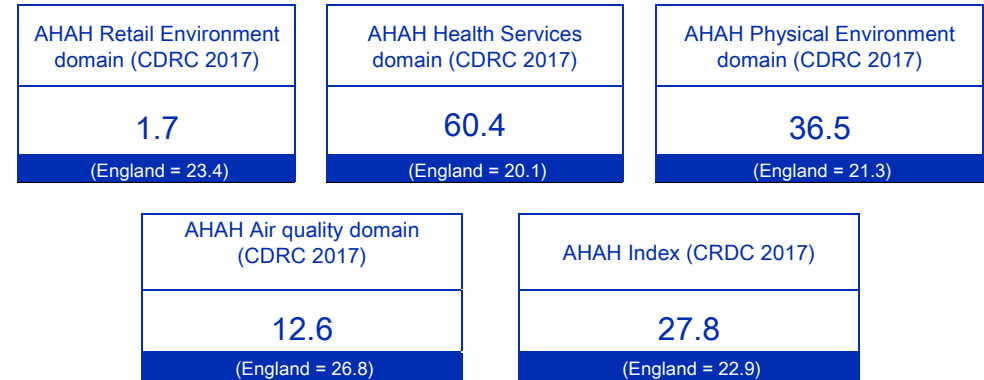 AHAH Retail Environment
domain (CDRC 2017)
1.7
(England = 23.4)
AHAH Health Services
domain (CDRC 2017)
60.4
(England = 20.1)
AHAH Physical Environment
domain (CDRC 2017)
36.5
(England = 21.3)
AHAH Air quality domain
(CDRC 2017)
12.6
(England = 26.8)
AHAH Index (CRDC 2017)
27.8
(England = 22.9)